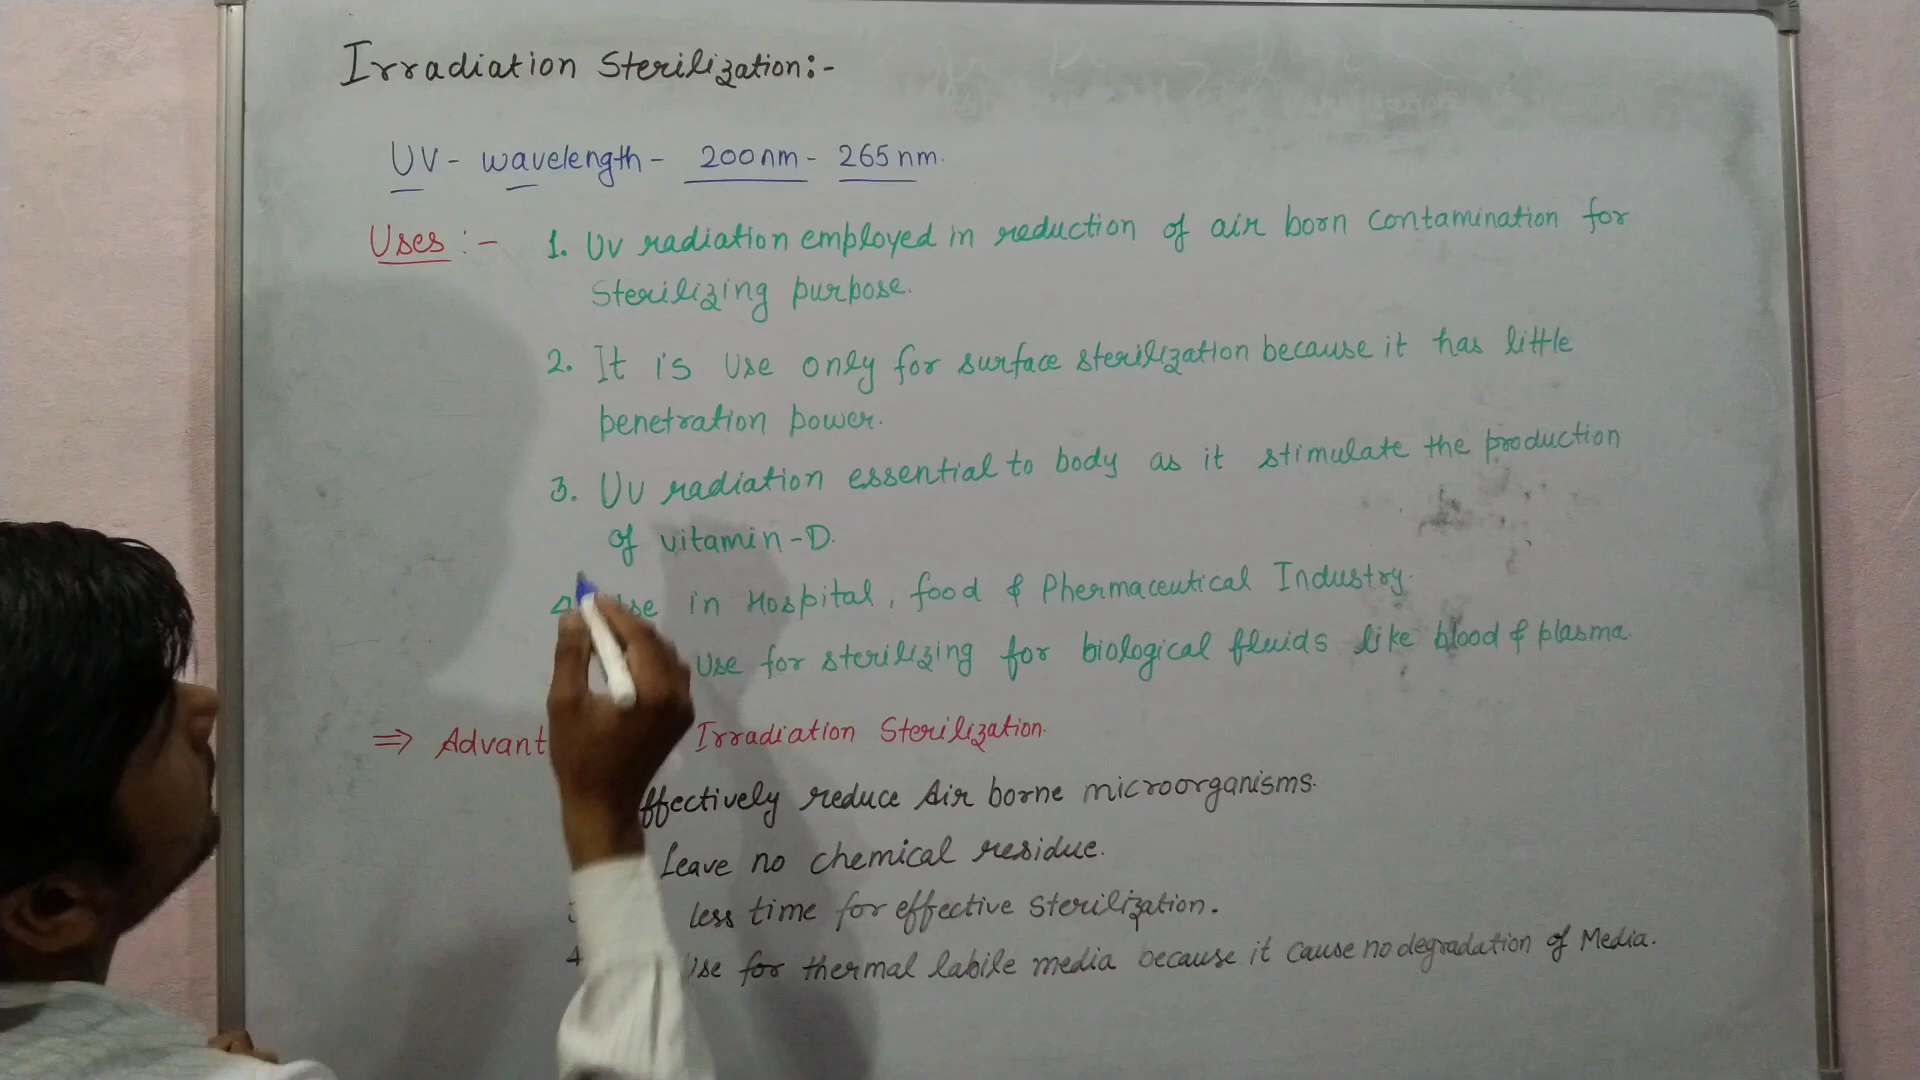 Irradiation Sterilization:-
UV - wavelength - 200nm - 265nm.
Uses :- 1. UV radiation employed in reduction of air born contamination for
Sterilizing purpose.
2. It is Use only for surface sterilization because it has little
penetration power.
3. UV radiation essential to body as it stimulate the production
of vitamin-D.
4. Use in Hospital, food & Phermaceutical Industry.
Use for sterilizing for biological fluids like blood & plasma.
⇒ Advant Irradiation Sterilization.
ffectively reduce Air borne microorganisms.
Leave no chemical residue.
less time for effective Sterilization.
4 Use for thermal labile media because it cause no degradation of Media.